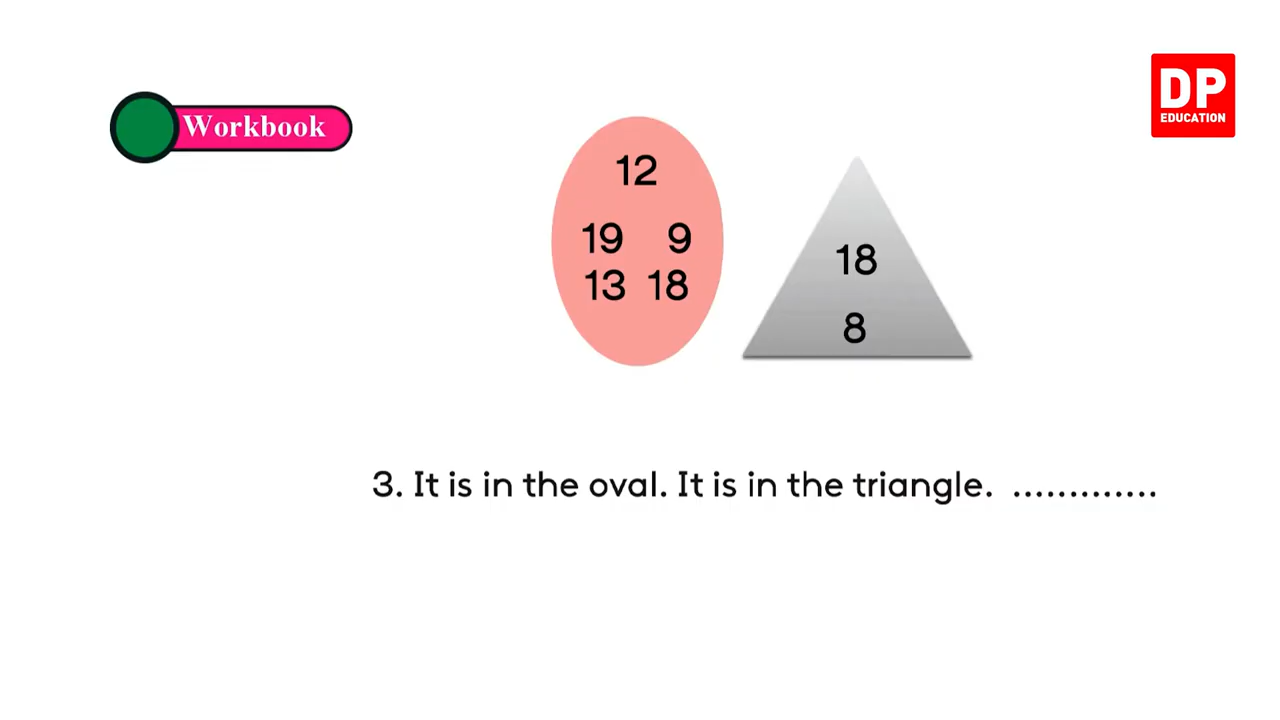 DP
EDUCATION
Workbook
12
19 9
13 18
18
8
3. It is in the oval. It is in the triangle. .............